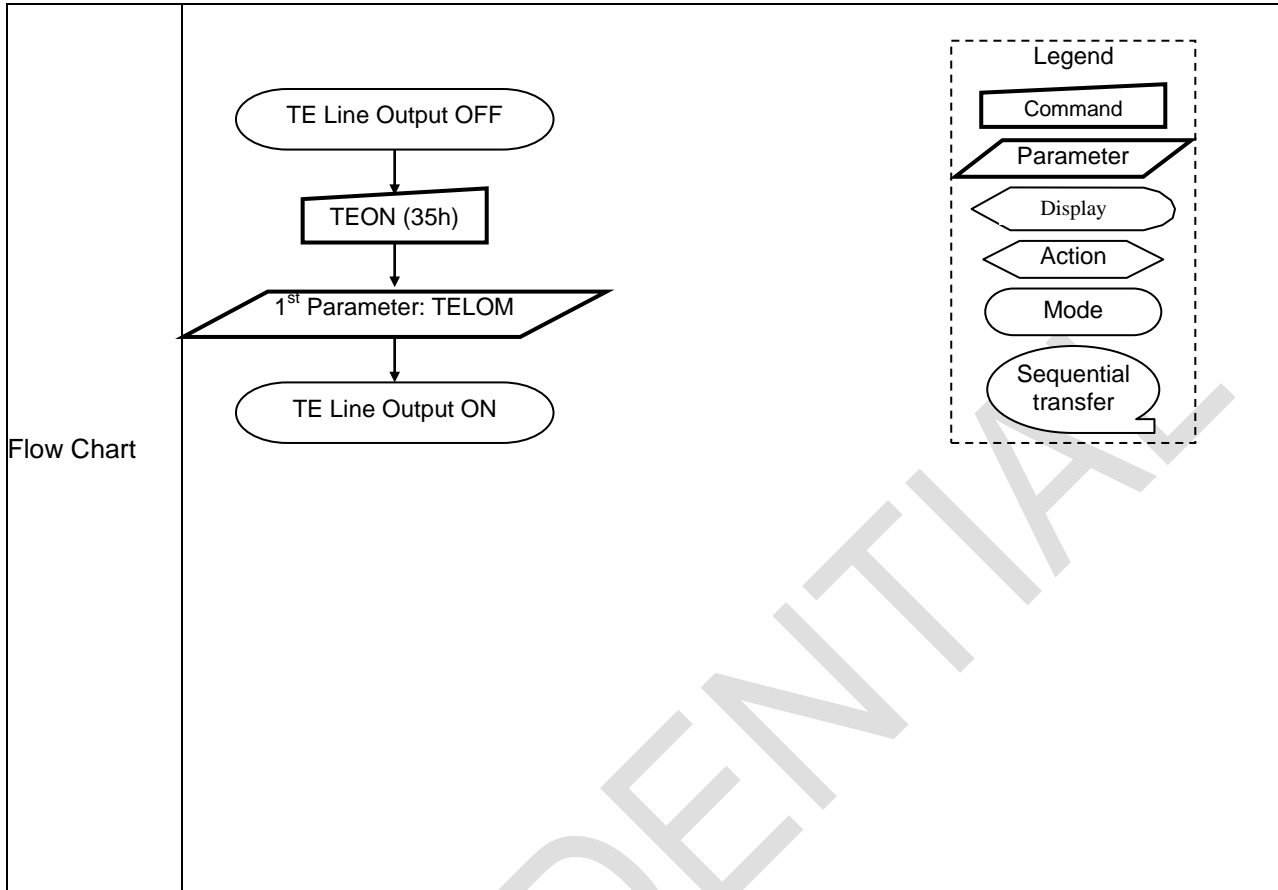 Flow Chart
TE Line Output OFF
TEON (35h)
1st Parameter: TELOM
TE Line Output ON
Legend
Command
Parameter
Display
Action
Mode
Sequential
transfer
DENTIAL